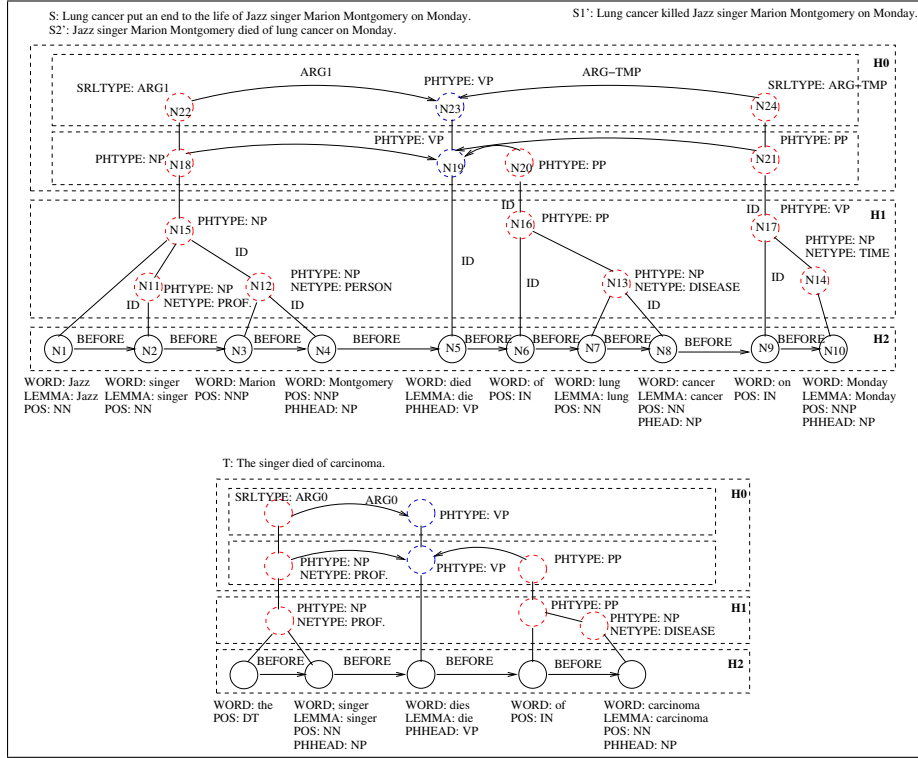 S: Lung cancer put an end to the life of Jazz singer Marion Montgomery on Monday.
S1’: Lung cancer killed Jazz singer Marion Montgomery on Monday.
S2’: Jazz singer Marion Montgomery died of lung cancer on Monday.
H0
ARG1
PHTYPE: VP
ARG−TMP
SRLTYPE: ARG1
SRLTYPE: ARG−TMP
N22
N23
N24
PHTYPE: VP
PHTYPE: PP
PHTYPE: NP
N18
N19
N20
PHTYPE: PP
N21
H1
PHTYPE: NP
N15
ID
ID
N16
PHTYPE: PP
ID
PHTYPE: VP
N17
PHTYPE: NP
NETYPE: TIME
ID
N11
PHTYPE: NP
NETYPE: PROF.
N12
PHTYPE: NP
NETYPE: PERSON
ID
ID
N13
PHTYPE: NP
NETYPE: DISEASE
ID
N14
ID
ID
ID
H2
N1
BEFORE
N2
BEFORE
N3
BEFORE
N4
BEFORE
N5
BEFORE
N6
BEFORE
N7
BEFORE
N8
BEFORE
N9
BEFORE
N10
WORD: Jazz
LEMMA: Jazz
POS: NN
WORD: singer
LEMMA: singer
POS: NN
WORD: Marion
POS: NNP
WORD: Montgomery
POS: NNP
PHHEAD: NP
WORD: died
LEMMA: die
PHHEAD: VP
WORD: of
POS: IN
WORD: lung
LEMMA: lung
POS: NN
WORD: cancer
LEMMA: cancer
POS: NN
PHEAD: NP
WORD: on
POS: IN
WORD: Monday
LEMMA: Monday
POS: NNP
PHHEAD: NP
T: The singer died of carcinoma.
H0
SRLTYPE: ARG0
ARG0
PHTYPE: VP
PHTYPE: NP
NETYPE: PROF.
PHTYPE: VP
PHTYPE: PP
H1
PHTYPE: NP
NETYPE: PROF.
PHTYPE: PP
PHTYPE: NP
NETYPE: DISEASE
H2
BEFORE
BEFORE
BEFORE
BEFORE
WORD: the
POS: DT
WORD; singer
LEMMA: singer
POS: NN
PHHEAD: NP
WORD: dies
LEMMA: die
PHHEAD: VP
WORD: of
POS: IN
WORD: carcinoma
LEMMA: carcinoma
POS: NN
PHHEAD: NP